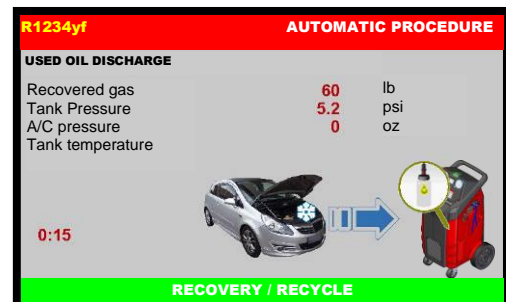 R1234yf AUTOMATIC PROCEDURE
USED OIL DISCHARGE
Recovered gas 60 lb
Tank Pressure 5.2 psi
A/C pressure 0 oz
Tank temperature
0:15
RECOVERY / RECYCLE